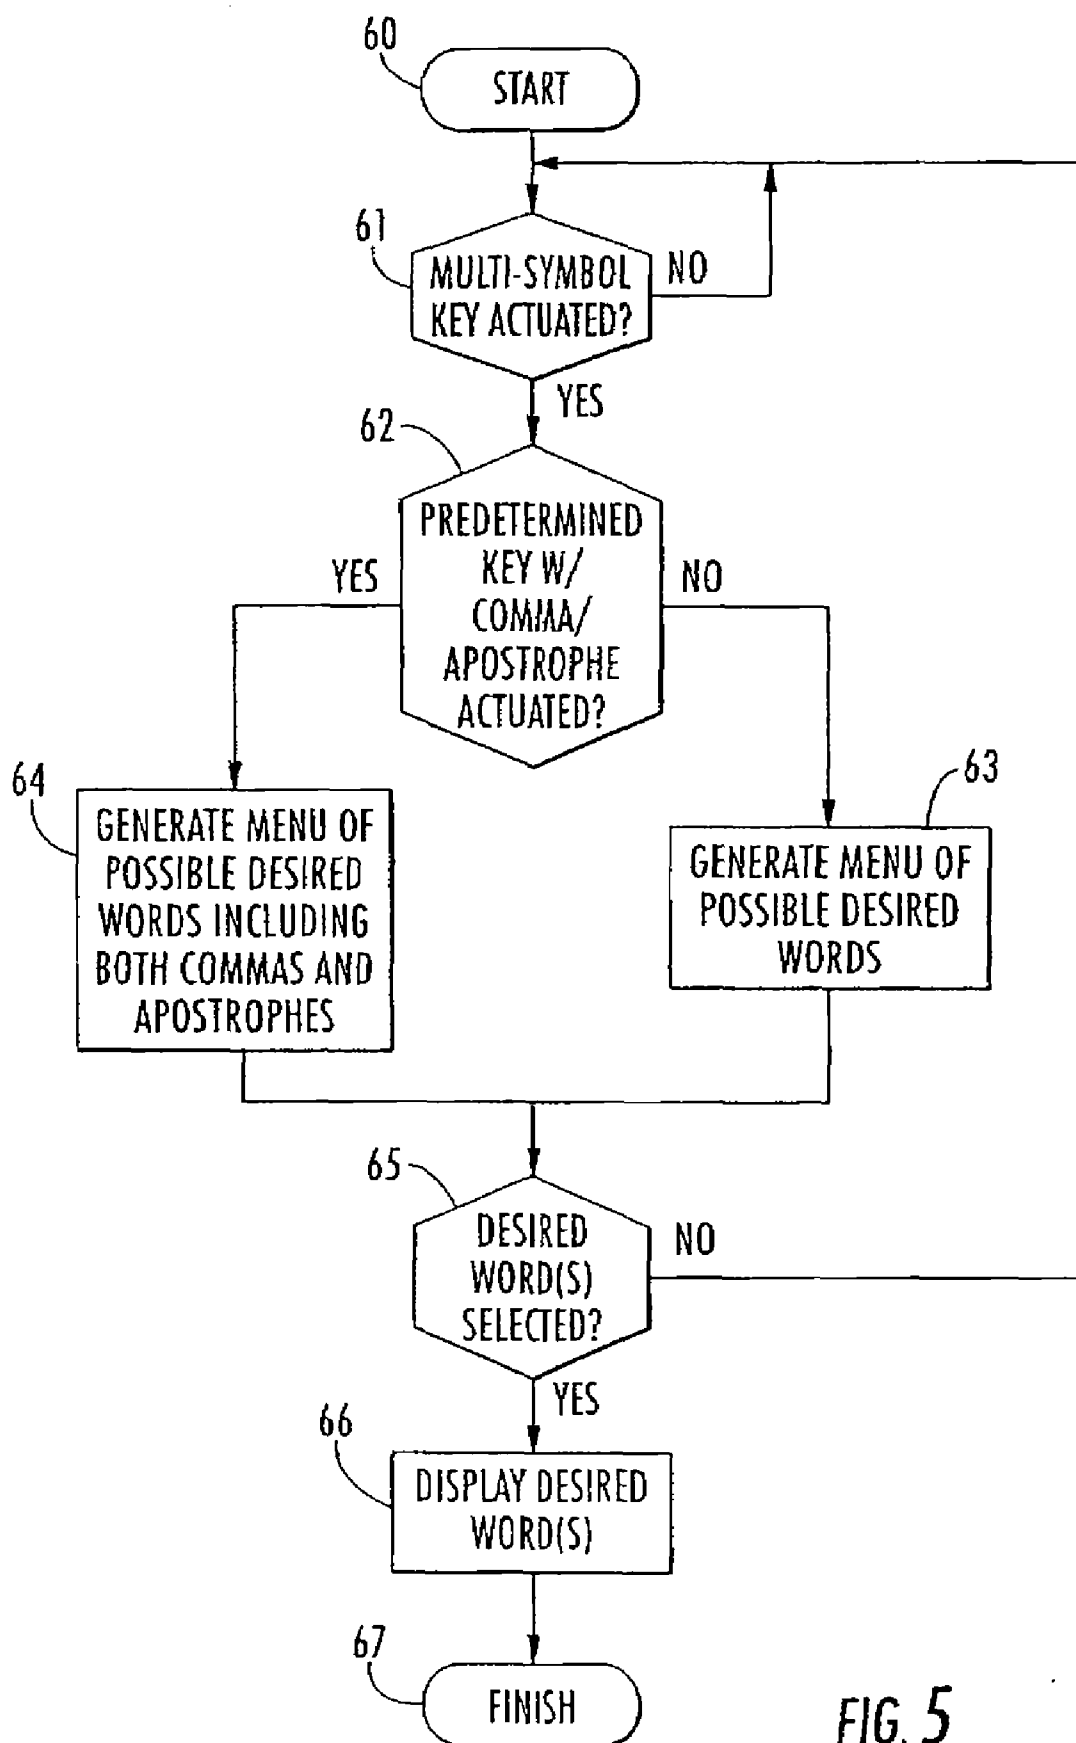 60
START
61
MULTI-SYMBOL
KEY ACTUATED?
NO
YES
62
PREDETERMINED
KEY W/
COMMA/
APOSTROPHE
ACTUATED?
YES
NO
64
GENERATE MENU OF
POSSIBLE DESIRED
WORDS INCLUDING
BOTH COMMAS AND
APOSTROPHES
63
GENERATE MENU OF
POSSIBLE DESIRED
WORDS
65
DESIRED
WORD(S)
SELECTED?
NO
YES
66
DISPLAY DESIRED
WORD(S)
67
FINISH
FIG. 5